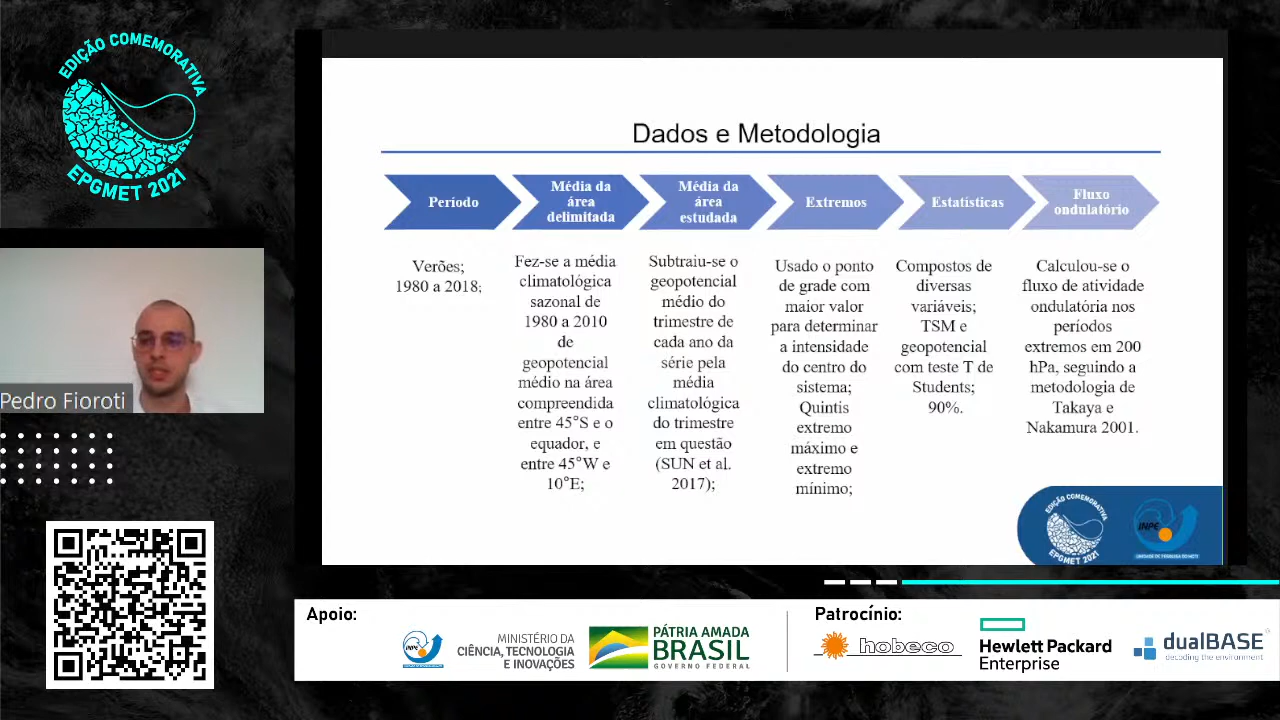 EDIÇÃO COMEMORATIVA
EPGMET 2021
Pedro Fioroti
Dados e Metodologia
Período
Verões;
1980 a 2018;
Média da
área
delimitada
Fez-se a média
climatológica
sazonal de
1980 a 2010
de
geopotencial
médio na área
compreendida
entre 45°S e o
equador, e
entre 45°W e
10°E;
Média da
área
estudada
Subtraiu-se o
geopotencial
médio do
trimestre de
cada ano da
série pela
média
climatológica
do trimestre
em questão
(SUN et al.
2017);
Extremos
Usado o ponto
de grade com
maior valor
para determinar
a intensidade
do centro do
sistema;
Quintis
extremo
máximo e
extremo
mínimo;
Estatísticas
Compostos de
diversas
variáveis;
TSM e
geopotencial
com teste T de
Students;
90%.
Fluxo
ondulatório
Calculou-se o
fluxo de atividade
ondulatória nos
períodos
extremos em 200
hPa, seguindo a
metodologia de
Takaya e
Nakamura 2001.
EDIÇÃO COMEMORATIVA
EPGMET 2021
INPE
Apoio:
INPE
MINISTÉRIO DA
CIÊNCIA, TECNOLOGIA
E INOVAÇÕES
PÁTRIA AMADA
BRASIL
GOVERNO FEDERAL
Patrocínio:
hobeco
Hewlett Packard
Enterprise
dualBASE
decoding the environment